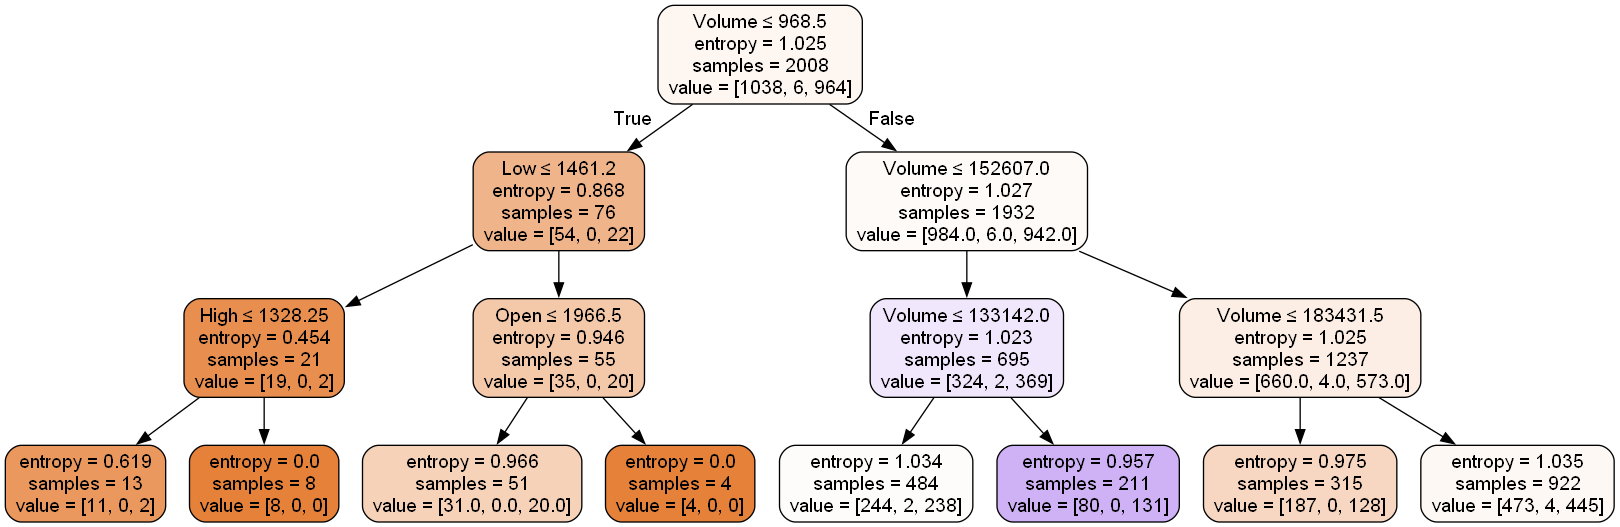 Volume ≤ 968.5
entropy = 1.025
samples = 2008
value = [1038, 6, 964]
True
False
Low ≤ 1461.2
entropy = 0.868
samples = 76
value = [54, 0, 22]
Volume ≤ 152607.0
entropy = 1.027
samples = 1932
value = [984.0, 6.0, 942.0]
High ≤ 1328.25
entropy = 0.454
samples = 21
value = [19, 0, 2]
Open ≤ 1966.5
entropy = 0.946
samples = 55
value = [35, 0, 20]
Volume ≤ 133142.0
entropy = 1.023
samples = 695
value = [324, 2, 369]
Volume ≤ 183431.5
entropy = 1.025
samples = 1237
value = [660.0, 4.0, 573.0]
entropy = 0.619
samples = 13
value = [11, 0, 2]
entropy = 0.0
samples = 8
value = [8, 0, 0]
entropy = 0.966
samples = 51
value = [31.0, 0.0, 20.0]
entropy = 0.0
samples = 4
value = [4, 0, 0]
entropy = 1.034
samples = 484
value = [244, 2, 238]
entropy = 0.957
samples = 211
value = [80, 0, 131]
entropy = 0.975
samples = 315
value = [187, 0, 128]
entropy = 1.035
samples = 922
value = [473, 4, 445]